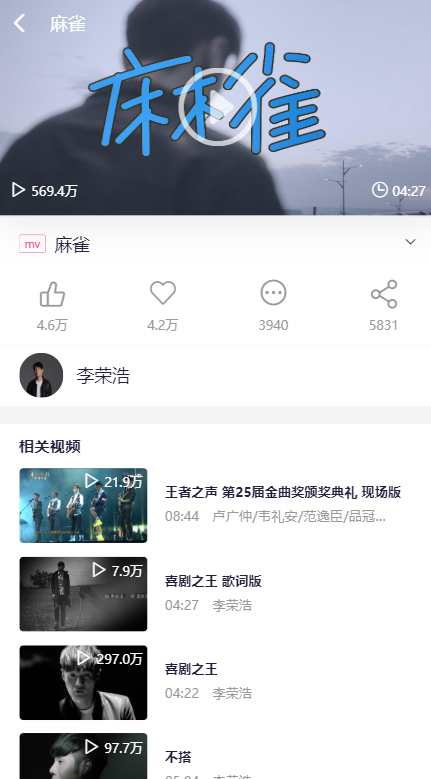 麻雀
麻雀
569.4万
04:27
mv 麻雀
4.6万
4.2万
3940
5831
李荣浩
相关视频
21.9万
王者之声 第25届金曲奖颁奖典礼 现场版
08:44 卢广仲/韦礼安/范逸臣/品冠...
7.9万
喜剧之王 歌词版
04:27 李荣浩
297.0万
喜剧之王
04:22 李荣浩
97.7万
不搭